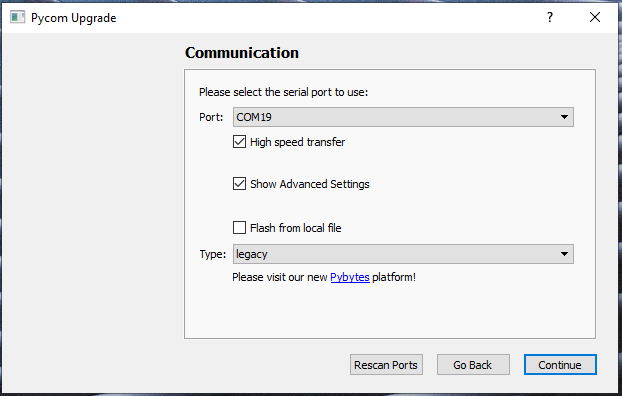 Pycom Upgrade
Communication
Please select the serial port to use:
Port: COM19
High speed transfer
Show Advanced Settings
Flash from local file
Type: legacy
Please visit our new Pybytes platform!
Rescan Ports Go Back Continue